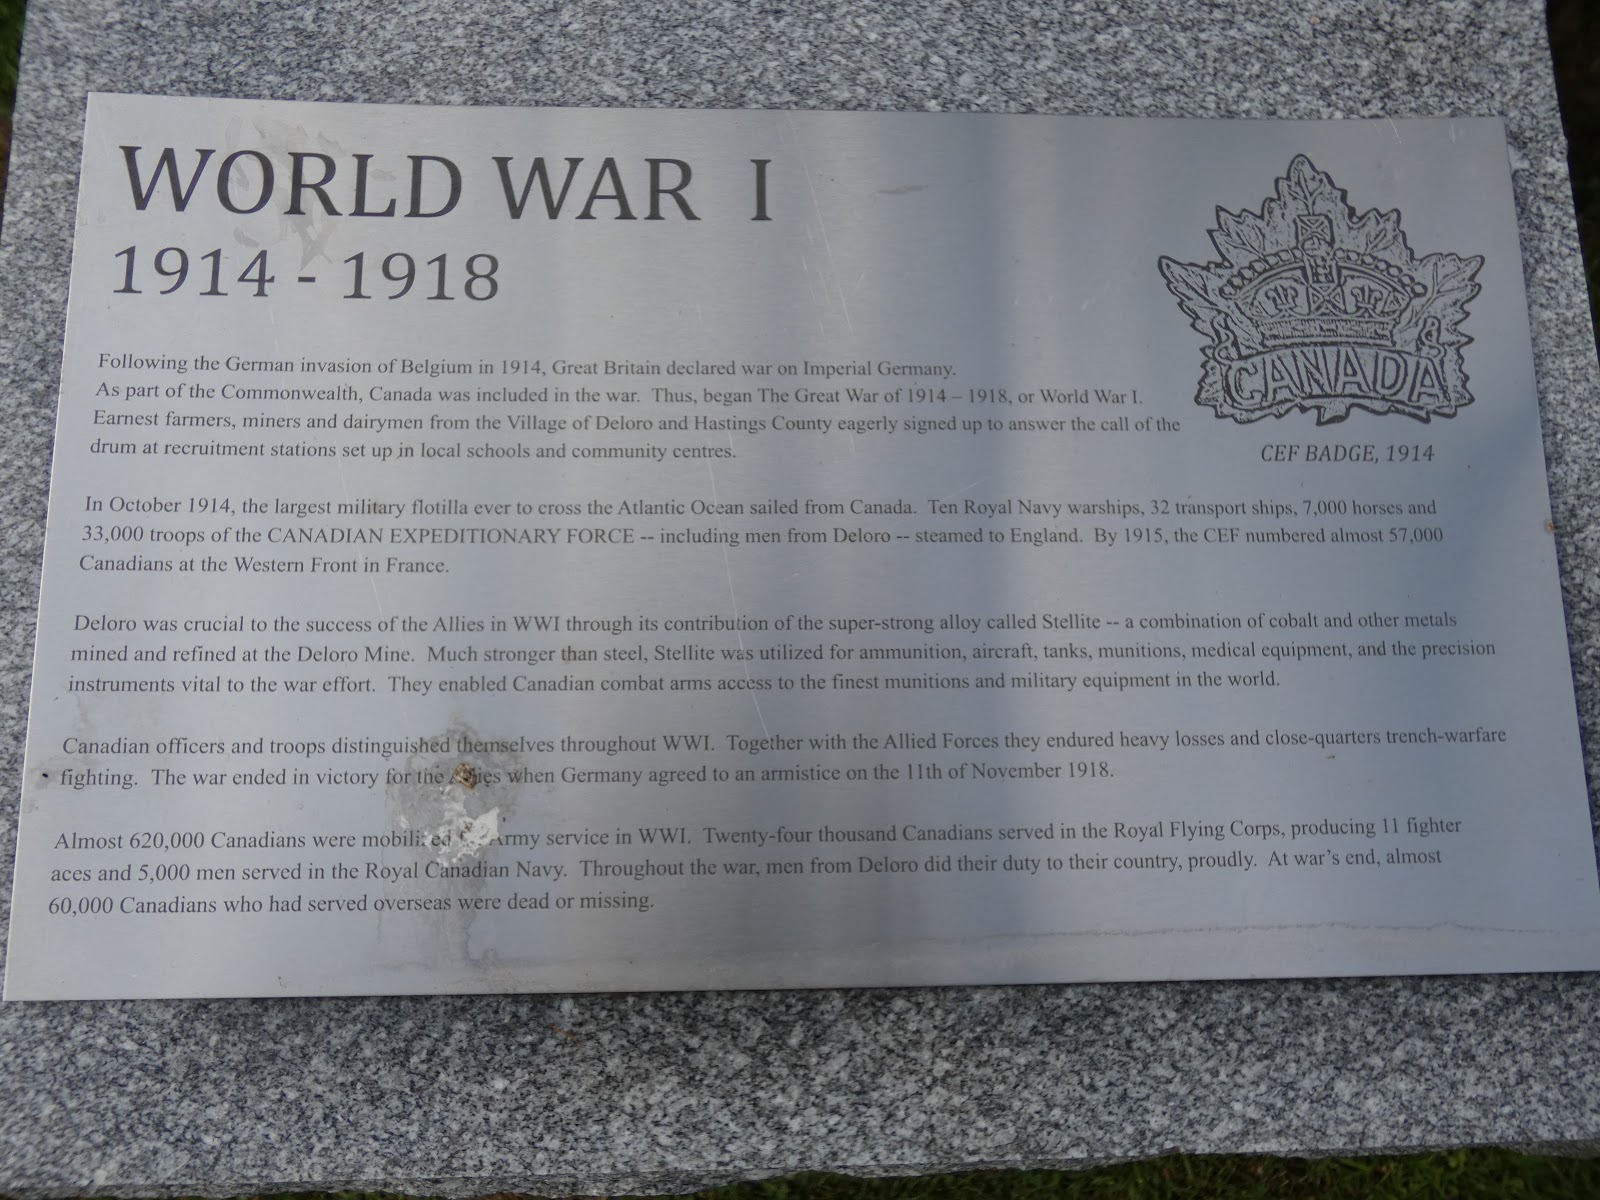 WORLD WAR I
1914 - 1918
CANADA
CEF BADGE, 1914
Following the German invasion of Belgium in 1914, Great Britain declared war on Imperial Germany.
As part of the Commonwealth, Canada was included in the war. Thus, began The Great War of 1914 – 1918, or World War I.
Earnest farmers, miners and dairymen from the Village of Deloro and Hastings County eagerly signed up to answer the call of the
drum at recruitment stations set up in local schools and community centres.
In October 1914, the largest military flotilla ever to cross the Atlantic Ocean sailed from Canada. Ten Royal Navy warships, 32 transport ships, 7,000 horses and
33,000 troops of the CANADIAN EXPEDITIONARY FORCE -- including men from Deloro -- steamed to England. By 1915, the CEF numbered almost 57,000
Canadians at the Western Front in France.
Deloro was crucial to the success of the Allies in WWI through its contribution of the super-strong alloy called Stellite -- a combination of cobalt and other metals
mined and refined at the Deloro Mine. Much stronger than steel, Stellite was utilized for ammunition, aircraft, tanks, munitions, medical equipment, and the precision
instruments vital to the war effort. They enabled Canadian combat arms access to the finest munitions and military equipment in the world.
Canadian officers and troops distinguished themselves throughout WWI. Together with the Allied Forces they endured heavy losses and close-quarters trench-warfare
fighting. The war ended in victory for the Allies when Germany agreed to an armistice on the 11th of November 1918.
Almost 620,000 Canadians were mobilized Army service in WWI. Twenty-four thousand Canadians served in the Royal Flying Corps, producing 11 fighter
aces and 5,000 men served in the Royal Canadian Navy. Throughout the war, men from Deloro did their duty to their country, proudly. At war's end, almost
60,000 Canadians who had served overseas were dead or missing.